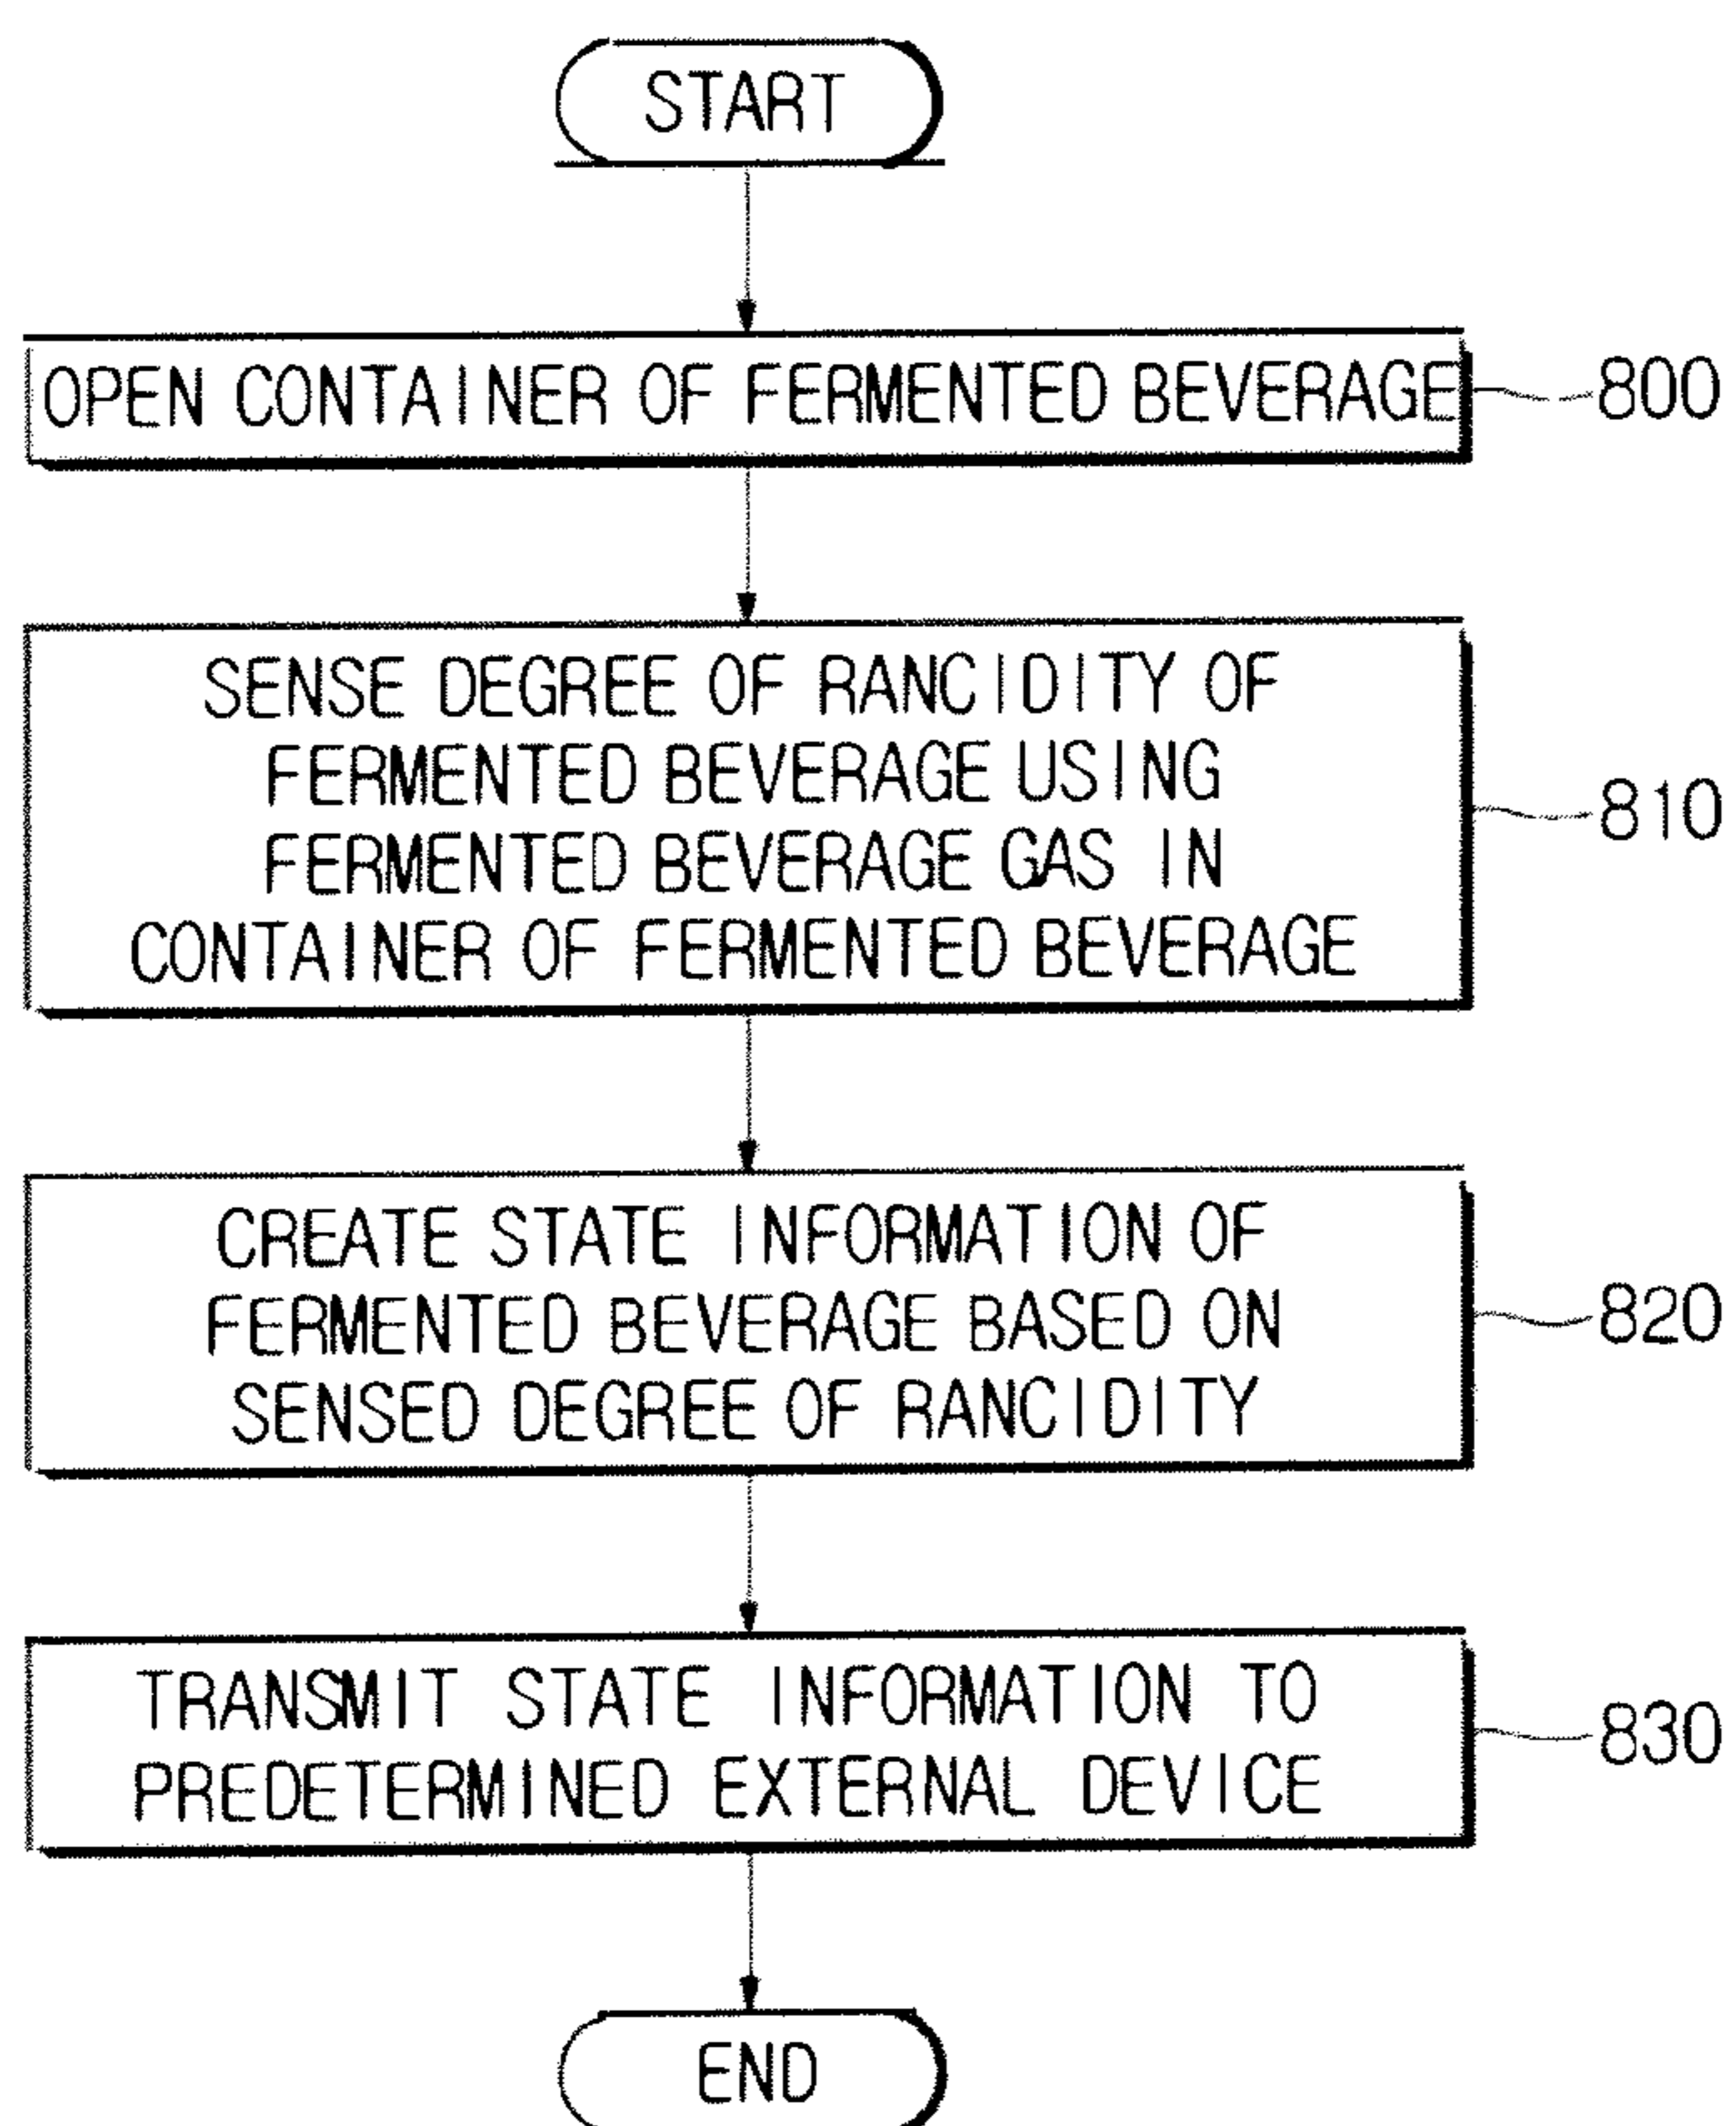 START
OPEN CONTAINER OF FERMENTED BEVERAGE
800
SENSE DEGREE OF RANCIDITY OF
FERMENTED BEVERAGE USING
FERMENTED BEVERAGE GAS IN
CONTAINER OF FERMENTED BEVERAGE
810
CREATE STATE INFORMATION OF
FERMENTED BEVERAGE BASED ON
SENSED DEGREE OF RANCIDITY
820
TRANSMIT STATE INFORMATION TO
PREDETERMINED EXTERNAL DEVICE
830
END